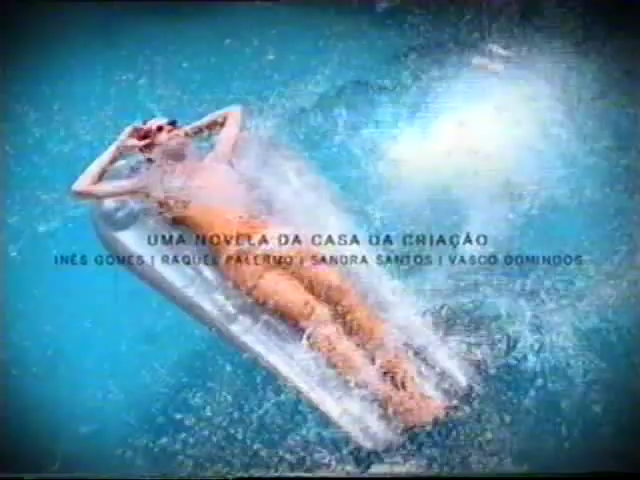 UMA NOVELA DA CASA DA CRIAÇÃO
INÊS GOMES | RAQUEL PALERMO | SANDRA SANTOS | VASCO DOMINGOS